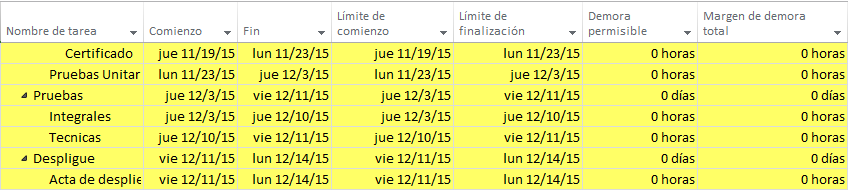 Nombre de tarea Comienzo Fin Límite de comienzo Límite de finalización Demora permisible Margen de demora total
Certificado jue 11/19/15 lun 11/23/15 jue 11/19/15 lun 11/23/15 0 horas 0 horas
Pruebas Unitar lun 11/23/15 jue 12/3/15 lun 11/23/15 jue 12/3/15 0 horas 0 horas
Pruebas jue 12/3/15 vie 12/11/15 jue 12/3/15 vie 12/11/15 0 días 0 días
Integrales jue 12/3/15 jue 12/10/15 jue 12/3/15 jue 12/10/15 0 horas 0 horas
Tecnicas jue 12/10/15 vie 12/11/15 jue 12/10/15 vie 12/11/15 0 horas 0 horas
Despligue vie 12/11/15 lun 12/14/15 vie 12/11/15 lun 12/14/15 0 días 0 días
Acta de desplie vie 12/11/15 lun 12/14/15 vie 12/11/15 lun 12/14/15 0 horas 0 horas